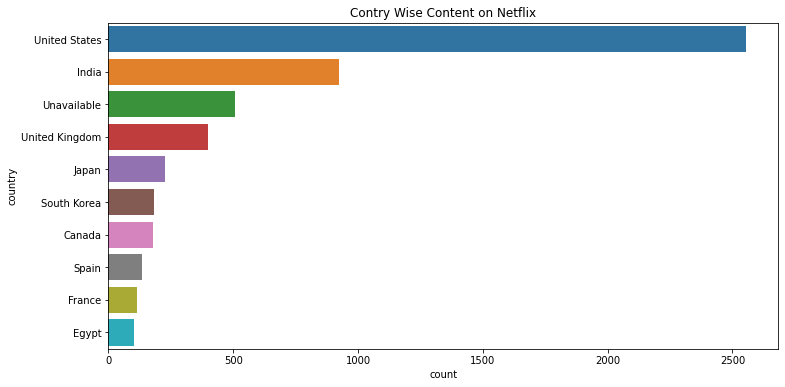 Contry Wise Content on Netflix
country
United States
India
Unavailable
United Kingdom
Japan
South Korea
Canada
Spain
France
Egypt
0 500 1000 1500 2000 2500
count